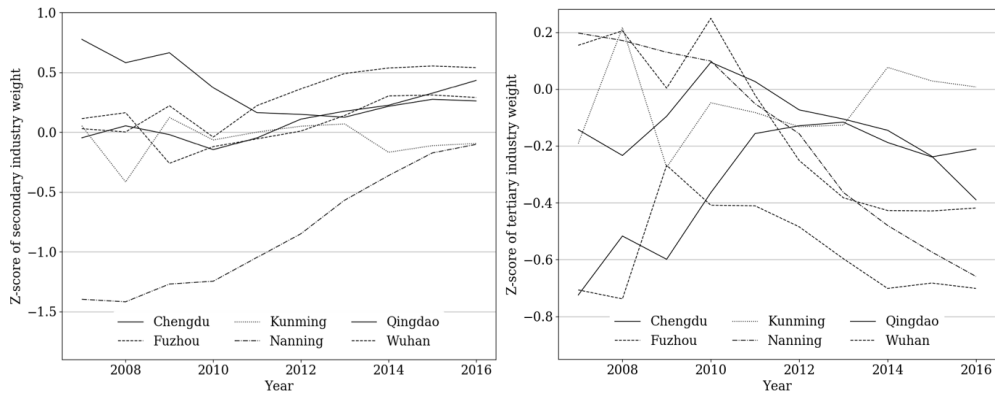 Z-score of secondary industry weight
1.0
0.5
0.0
−0.5
−1.0
−1.5
Chengdu Kunming Qingdao
Fuzhou Nanning Wuhan
2008 2010 2012 2014 2016
Year
Z-score of tertiary industry weight
0.2
0.0
−0.2
−0.4
−0.6
−0.8
Chengdu Kunming Qingdao
Fuzhou Nanning Wuhan
2008 2010 2012 2014 2016
Year